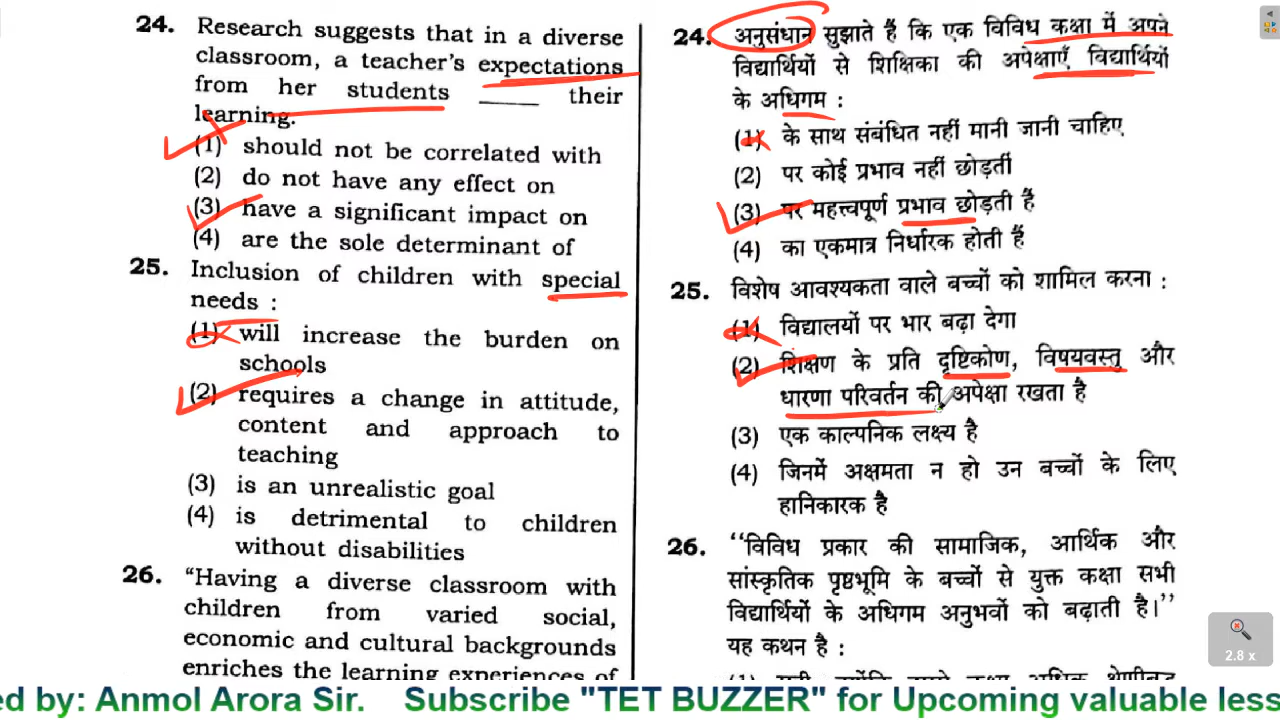 24. Research suggests that in a diverse
classroom, a teacher's expectations
from her students ____ their
learning.
(1) should not be correlated with
(2) do not have any effect on
(3) have a significant impact on
(4) are the sole determinant of
25. Inclusion of children with special
needs :
(1) will increase the burden on
schools
(2) requires a change in attitude,
content and approach to
teaching
(3) is an unrealistic goal
(4) is detrimental to children
without disabilities
26. "Having a diverse classroom with
children from varied social,
economic and cultural backgrounds
enriches the learning experiences of
24. अनुसंधान सुझाते हैं कि एक विविध कक्षा में अपने
विद्यार्थियों से शिक्षिका की अपेक्षाएँ विद्यार्थियों
के अधिगम :
(1) के साथ संबंधित नहीं मानी जानी चाहिए
(2) पर कोई प्रभाव नहीं छोड़तीं
(3) पर महत्त्वपूर्ण प्रभाव छोड़ती हैं
(4) का एकमात्र निर्धारक होती हैं
25. विशेष आवश्यकता वाले बच्चों को शामिल करना :
(1) विद्यालयों पर भार बढ़ा देगा
(2) शिक्षण के प्रति दृष्टिकोण, विषयवस्तु और
धारणा परिवर्तन की अपेक्षा रखता है
(3) एक काल्पनिक लक्ष्य है
(4) जिनमें अक्षमता न हो उन बच्चों के लिए
हानिकारक है
26. "विविध प्रकार की सामाजिक, आर्थिक और
सांस्कृतिक पृष्ठभूमि के बच्चों से युक्त कक्षा सभी
विद्यार्थियों के अधिगम अनुभवों को बढ़ाती है।"
यह कथन है :
2.8 x
ed by: Anmol Arora Sir. Subscribe "TET BUZZER" for Upcoming valuable less